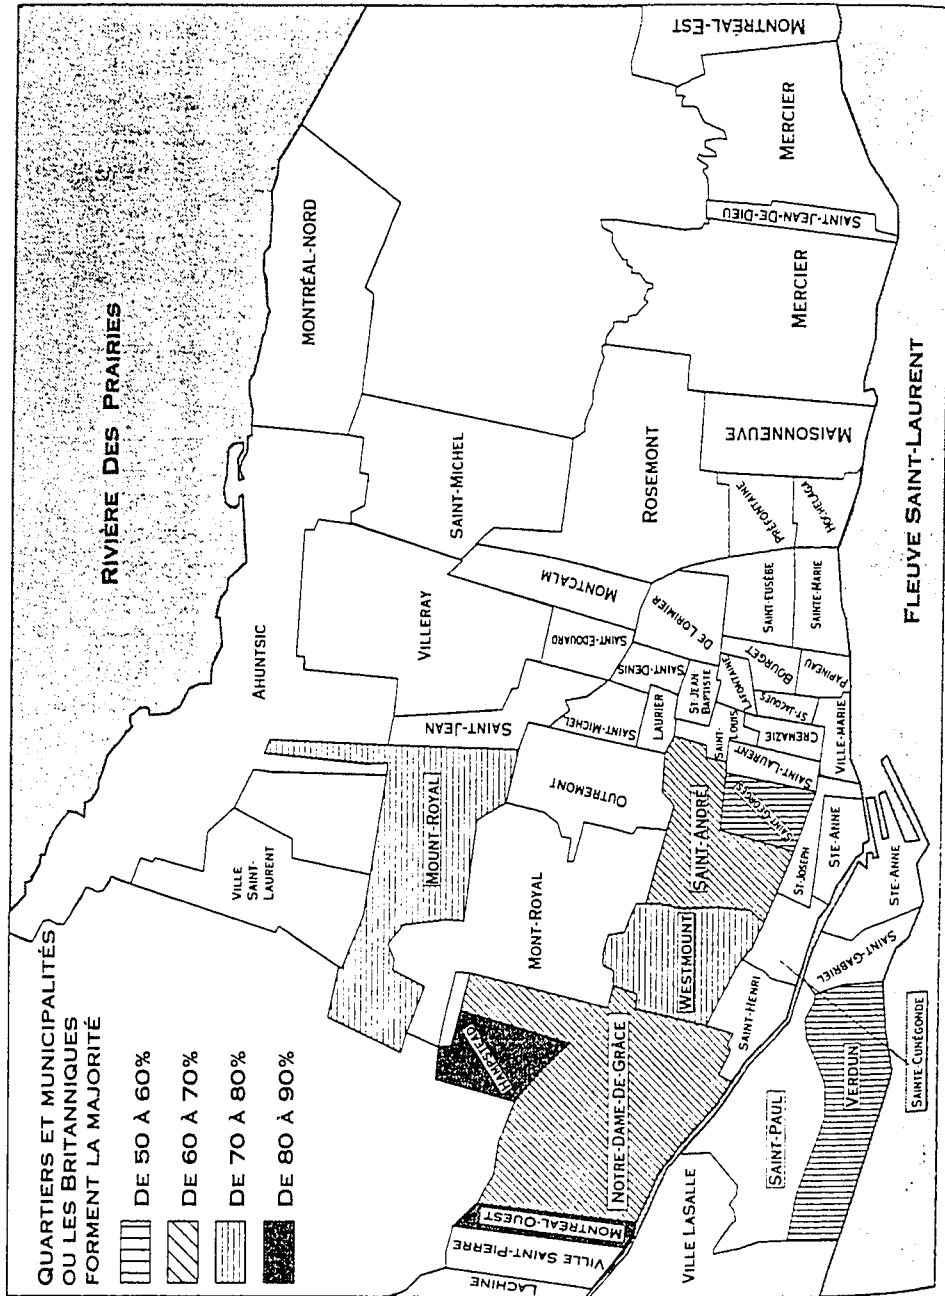 QUARTIERS ET MUNICIPALITÉS
OU LES BRITANNIQUES
FORMENT LA MAJORITÉ
DE 50 À 60%
DE 60 À 70%
DE 70 À 80%
DE 80 À 90%
RIVIÈRE DES PRAIRIES
AHUNTSIC
MONTRÉAL-NORD
VILLE
SAINT-
LAURENT
MOUNT-ROYAL
SAINT-JEAN
VILLERAY
SAINT-MICHEL
MONTCALM
SAINT-EDOUARD
SAINT-DENIS
SAINT-MICHEL
LAURIER
OUTREMONT
MONT-ROYAL
HAMPSTEAD
NOTRE-DAME-DE-GRÂCE
MONTRÉAL-OUEST
VILLE SAINT-PIERRE
LACHINE
WESTMOUNT
SAINT-ANDRÉ
SAINT-GEORGES
SAINT-LAURENT
SAINT-
LOUIS
ST-JEAN
BAPTISTE
LAFONTAINE
DE LORIMIER
ROSEMONT
MERCIER
SAINT-JEAN-DE-DIEU
MERCIER
MONTRÉAL-EST
MAISONNEUVE
PRÉFONTAINE
HOCHELAGA
SAINT-EUSÈBE
SAINTE-MARIE
BOURGET
PAPINEAU
ST-JACQUES
CRÉMAZIE
VILLE-MARIE
ST-JOSEPH
STE-ANNE
STE-ANNE
SAINT-HENRI
SAINT-GABRIEL
SAINT-PAUL
VERDUN
SAINTE-CUNÉGONDE
VILLE LASALLE
FLEUVE SAINT-LAURENT